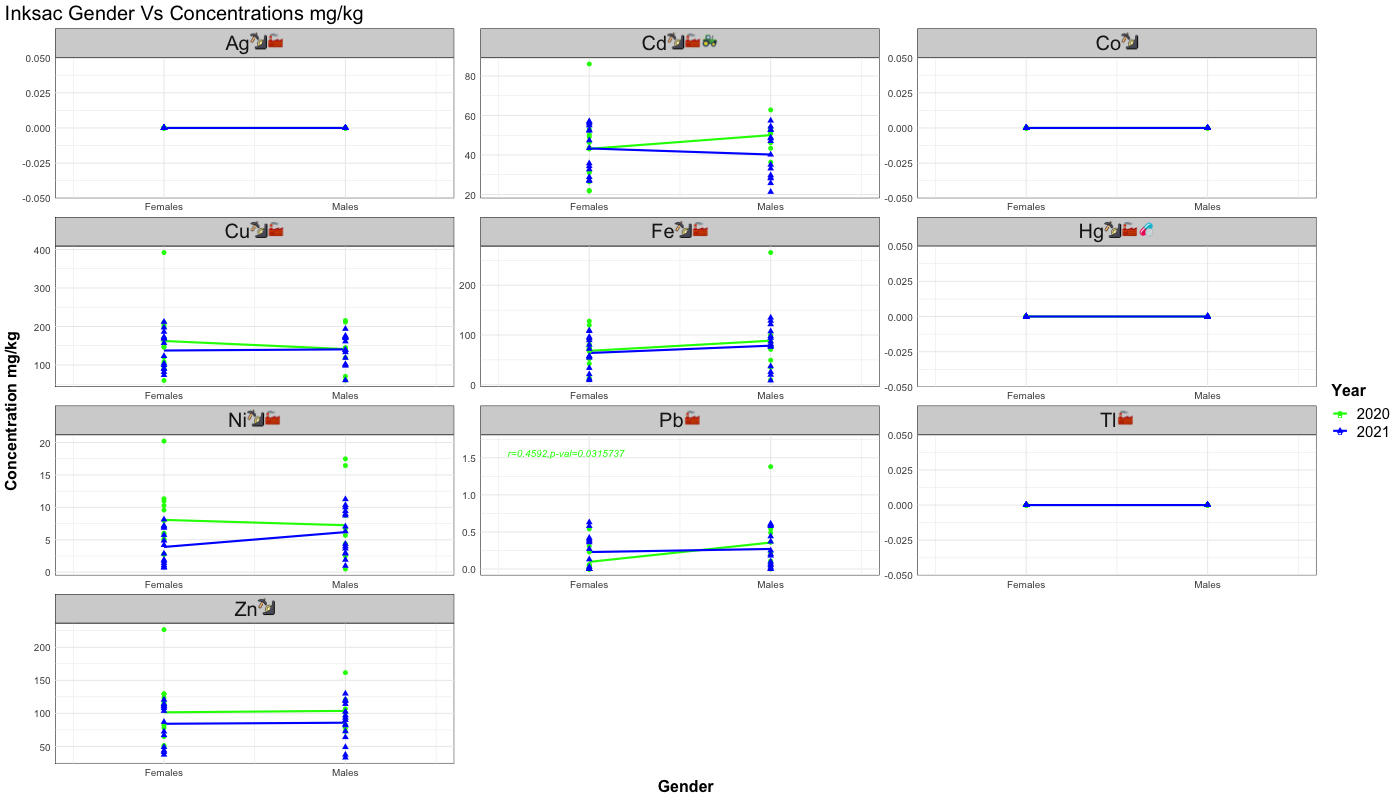 Inksac Gender Vs Concentrations mg/kg
Ag Cd Co
0.050
0.025
0.000
-0.025
-0.050
Females Males
80
60
40
20
Females Males
0.050
0.025
0.000
-0.025
-0.050
Females Males
Cu Fe Hg
400
300
200
100
Females Males
200
100
0
Females Males
0.050
0.025
0.000
-0.025
-0.050
Females Males
Ni Pb Tl
20
15
10
5
0
Females Males
r=0.4592,p-val=0.0315737
1.5
1.0
0.5
0.0
Females Males
0.050
0.025
0.000
-0.025
-0.050
Females Males
Zn
200
150
100
50
Females Males
Concentration mg/kg
Gender
Year
2020
2021